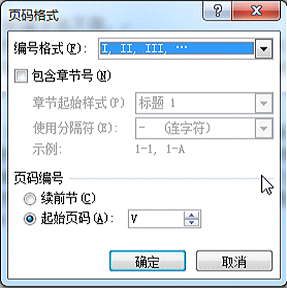 页码格式
编号格式(F): I, II, III, …
包含章节号(N)
章节起始样式(P) 标题 1
使用分隔符(E): - (连字符)
示例: 1-1, 1-A
页码编号
续前节(C)
起始页码(A): V
确定 取消